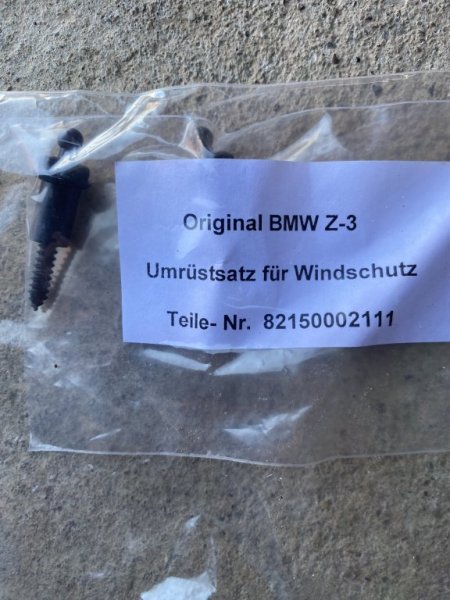 Original BMW Z-3
Umrüstsatz für Windschutz
Teile- Nr. 82150002111